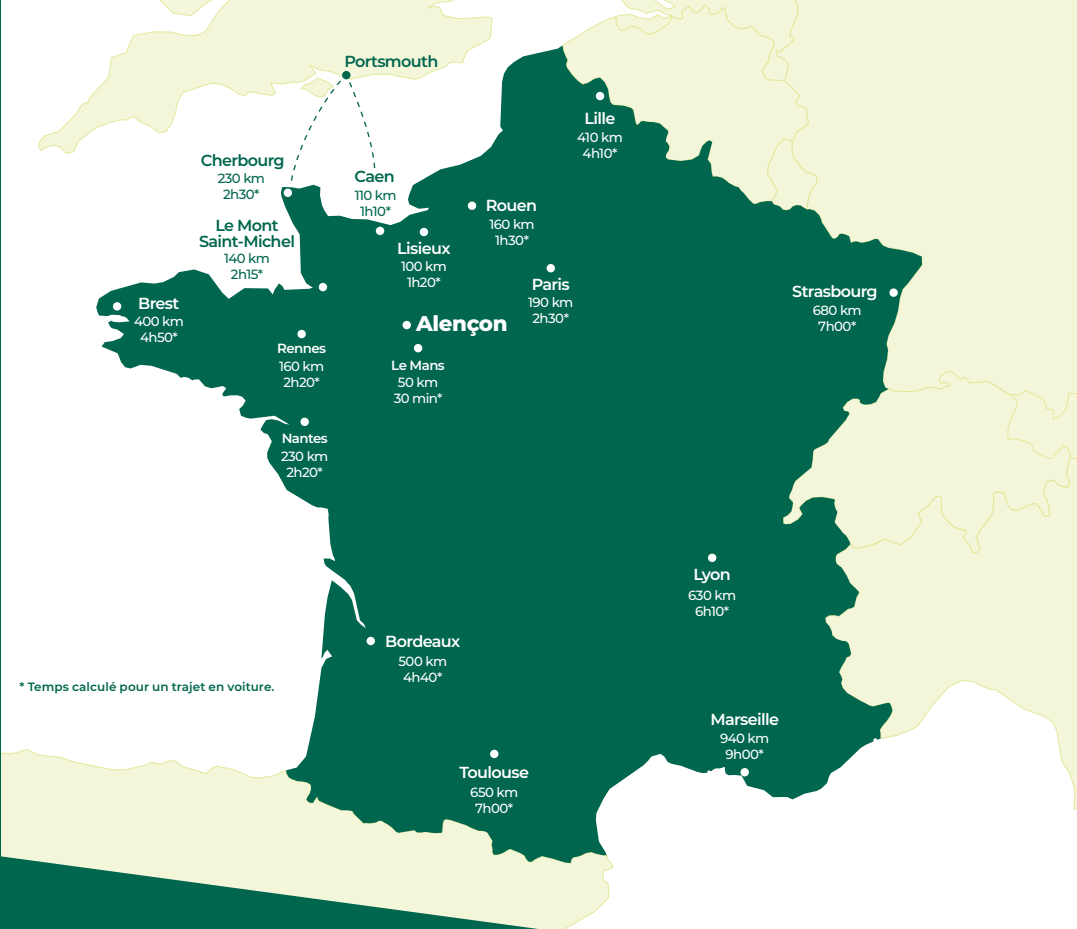 Portsmouth
Lille
410 km
4h10*
Cherbourg
230 km
2h30*
Caen
110 km
1h10*
Rouen
160 km
1h30*
Le Mont
Saint-Michel
140 km
2h15*
Lisieux
100 km
1h20*
Paris
190 km
2h30*
Strasbourg
680 km
7h00*
Brest
400 km
4h50*
Alençon
Rennes
160 km
2h20*
Le Mans
50 km
30 min*
Nantes
230 km
2h20*
Lyon
630 km
6h10*
Bordeaux
500 km
4h40*
* Temps calculé pour un trajet en voiture.
Marseille
940 km
9h00*
Toulouse
650 km
7h00*